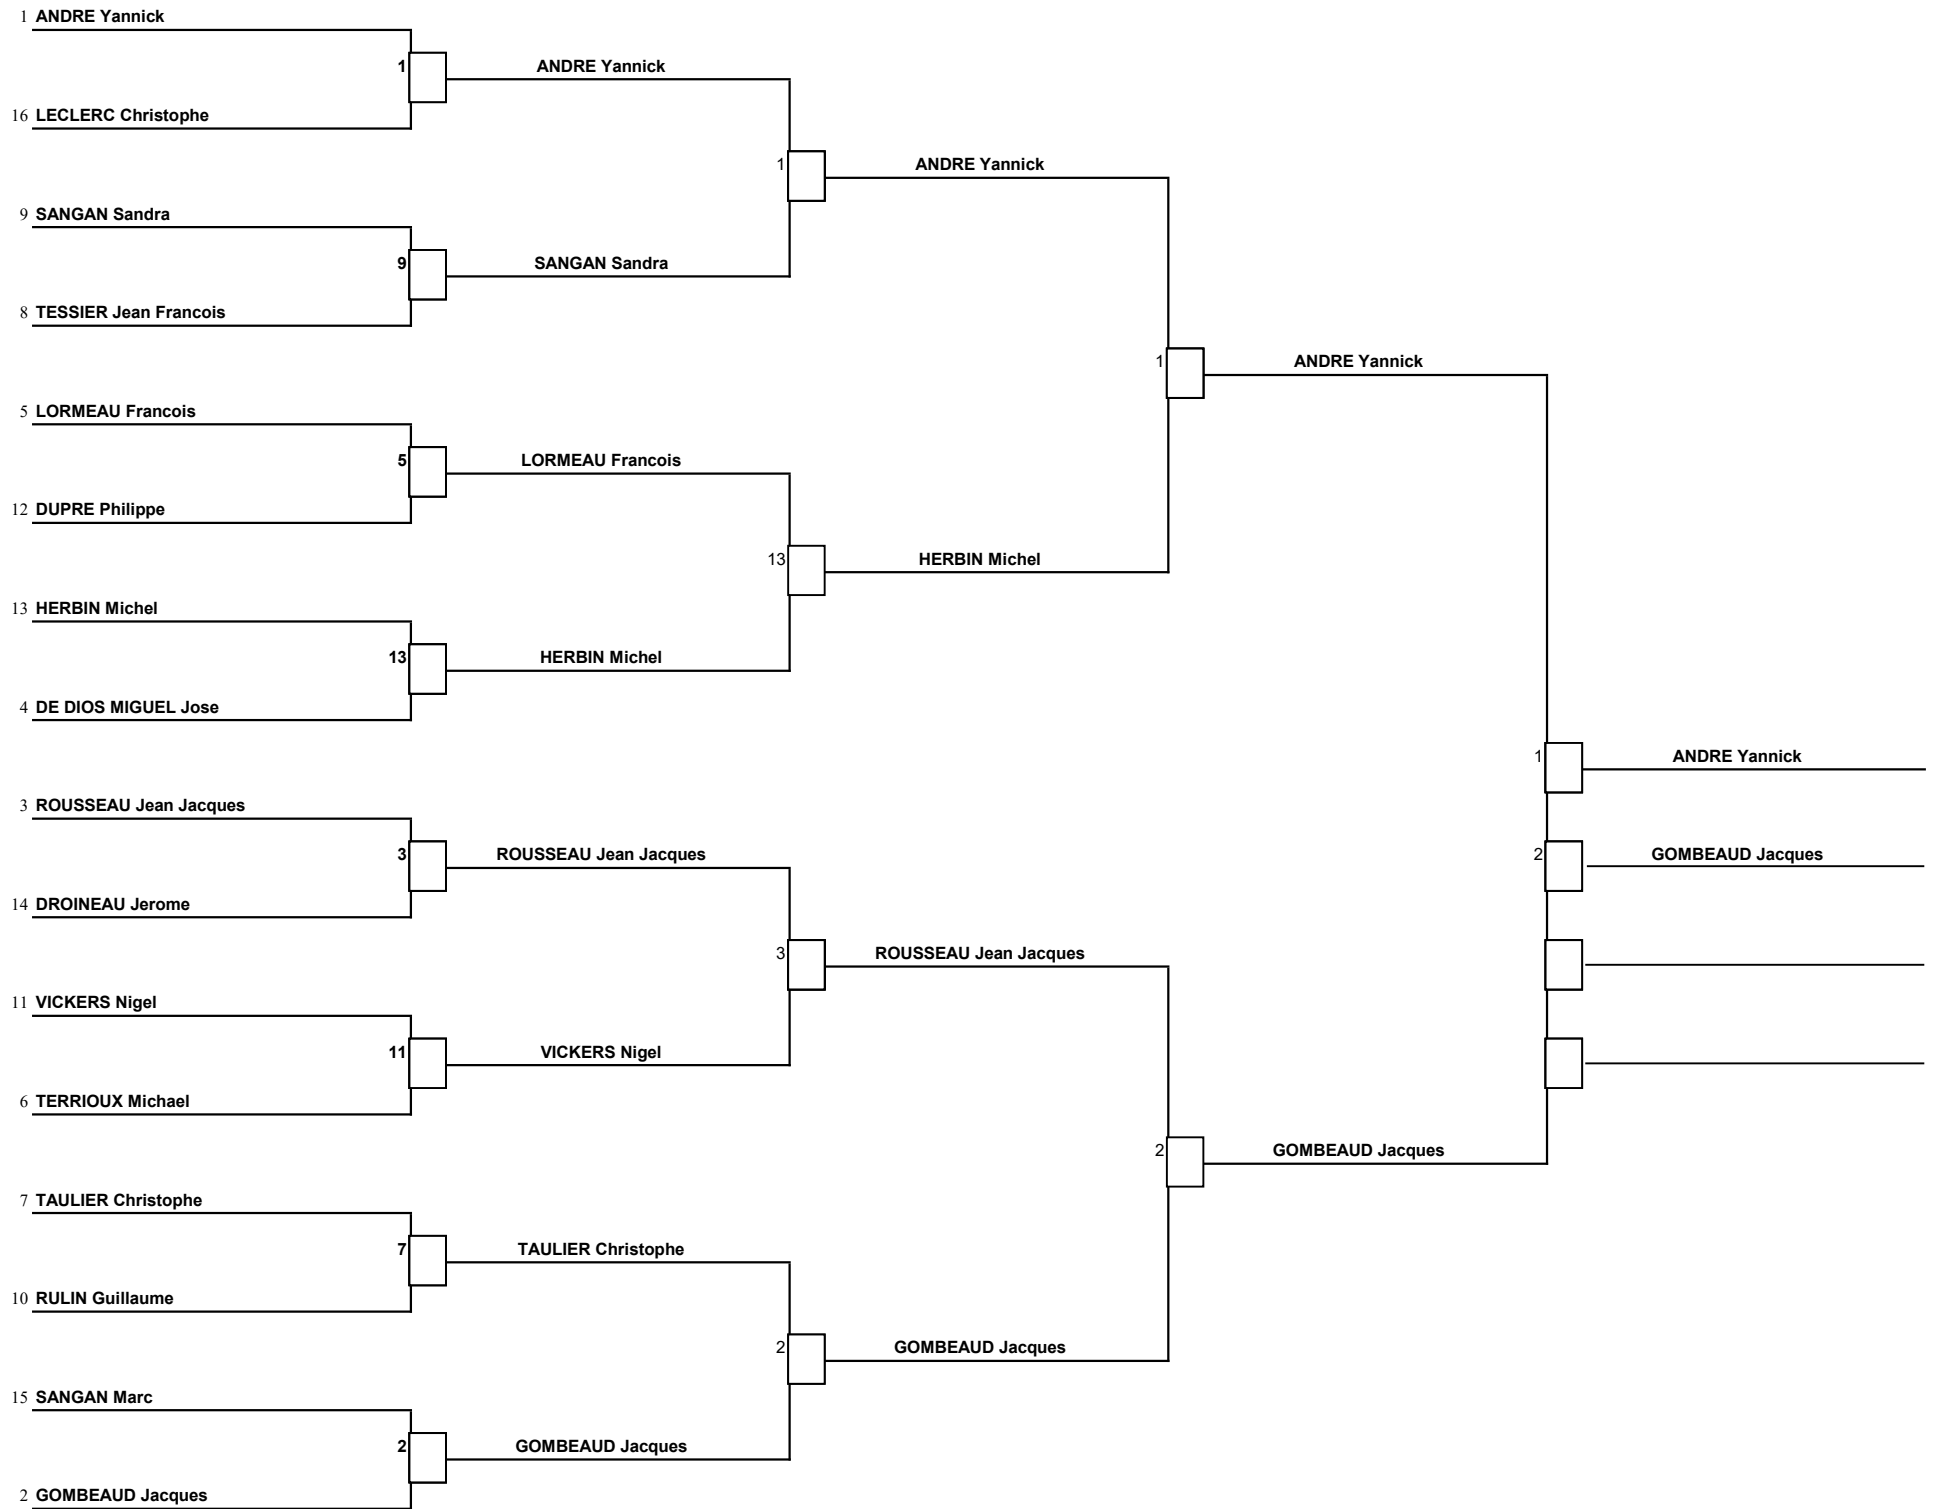 1 ANDRE Yannick
1 ANDRE Yannick
16 LECLERC Christophe
1 ANDRE Yannick
9 SANGAN Sandra
9 SANGAN Sandra
8 TESSIER Jean Francois
1 ANDRE Yannick
5 LORMEAU Francois
5 LORMEAU Francois
12 DUPRE Philippe
13 HERBIN Michel
13 HERBIN Michel
13 HERBIN Michel
4 DE DIOS MIGUEL Jose
1 ANDRE Yannick
3 ROUSSEAU Jean Jacques
3 ROUSSEAU Jean Jacques
2 GOMBEAUD Jacques
14 DROINEAU Jerome
3 ROUSSEAU Jean Jacques
11 VICKERS Nigel
11 VICKERS Nigel
6 TERRIOUX Michael
2 GOMBEAUD Jacques
7 TAULIER Christophe
7 TAULIER Christophe
10 RULIN Guillaume
2 GOMBEAUD Jacques
15 SANGAN Marc
2 GOMBEAUD Jacques
2 GOMBEAUD Jacques